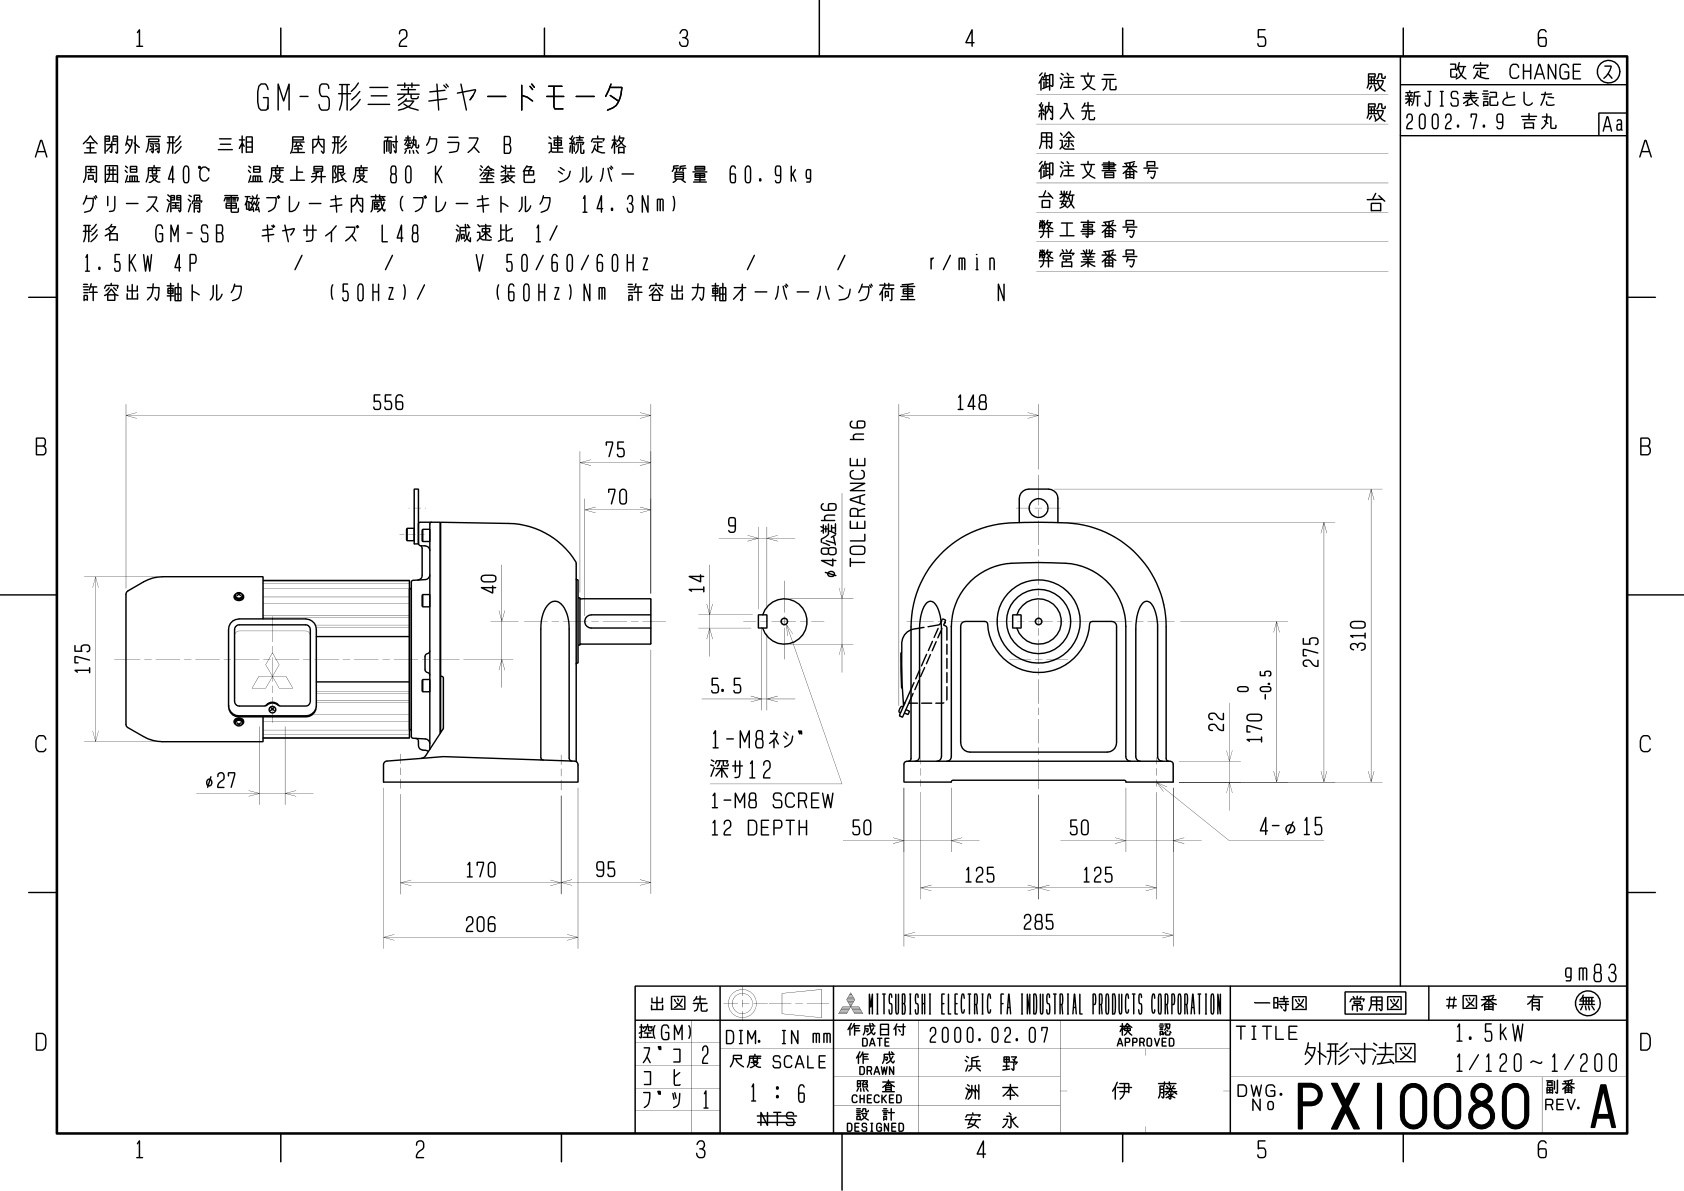 1 2 3 4 5 6
A A
B B
C C
D D
GM-S形三菱ギヤードモータ
全閉外扇形 三相 屋内形 耐熱クラス B 連続定格
周囲温度40℃ 温度上昇限度 80 K 塗装色 シルバー 質量 60.9kg
グリース潤滑 電磁ブレーキ内蔵(ブレーキトルク 14.3Nm)
形名 GM-SB ギヤサイズ L48 減速比 1/
1.5KW 4P / / V 50/60/60Hz / / r/min
許容出力軸トルク (50Hz)/ (60Hz)Nm 許容出力軸オーバーハング荷重 N
御注文元 殿
納入先 殿
用途
御注文書番号
台数 台
弊工事番号
弊営業番号
改定 CHANGE ス
新JIS表記とした
2002.7.9 吉丸 Aa
556
75
70
40
175
φ27
170 95
206
9
14
5.5
φ48公差h6
TOLERANCE h6
1-M8ネジ
深サ12
1-M8 SCREW
12 DEPTH
148
310
275
170 0 -0.5
22
50 50
4-φ15
125 125
285
gm83
出図先
控(GM)
ズコ 2
コヒ
ブツ 1
DIM. IN mm
尺度 SCALE
1 : 6
NTS
MITSUBISHI ELECTRIC FA INDUSTRIAL PRODUCTS CORPORATION
作成日付 DATE 2000.02.07
検認 APPROVED
作成 DRAWN 浜野
照査 CHECKED 洲本
設計 DESIGNED 安永
伊藤
一時図 常用図 #図番 有 無
TITLE 外形寸法図
1.5kW
1/120~1/200
DWG. No PX10080
副番 REV. A
1 2 3 4 5 6